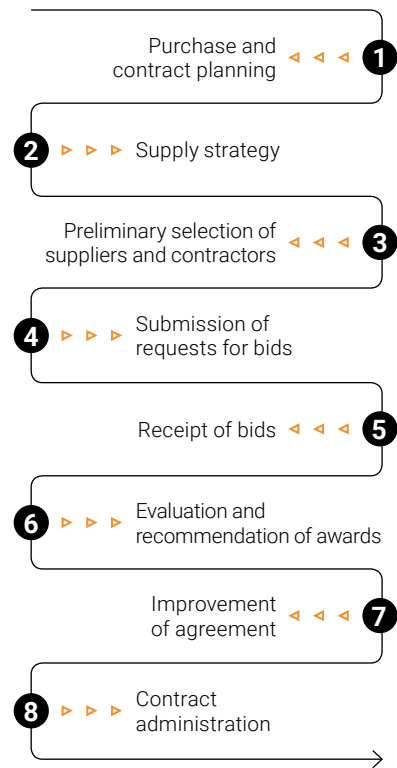 Purchase and
contract planning
1
2
Supply strategy
Preliminary selection of
suppliers and contractors
3
4
Submission of
requests for bids
Receipt of bids
5
6
Evaluation and
recommendation of awards
Improvement
of agreement
7
8
Contract
administration